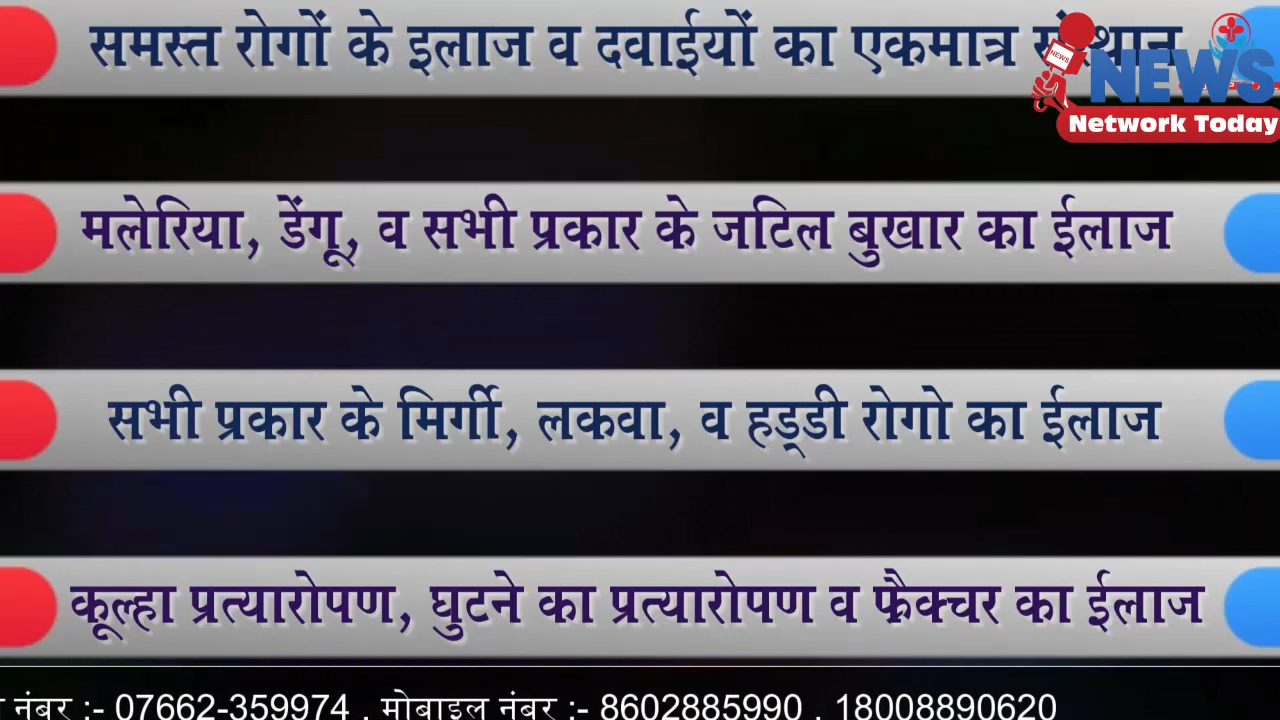 समस्त रोगों के इलाज व दवाईयों का एकमात्र संस्थान
NEWS
NEWS
Network Today
मलेरिया, डेंगू, व सभी प्रकार के जटिल बुखार का ईलाज
सभी प्रकार के मिर्गी, लकवा, व हड्डी रोगो का ईलाज
कूल्हा प्रत्यारोपण, घुटने का प्रत्यारोपण व फ्रैक्चर का ईलाज
नंबर :- 07662-359974 , मोबाइल नंबर :- 8602885990 , 18008890620